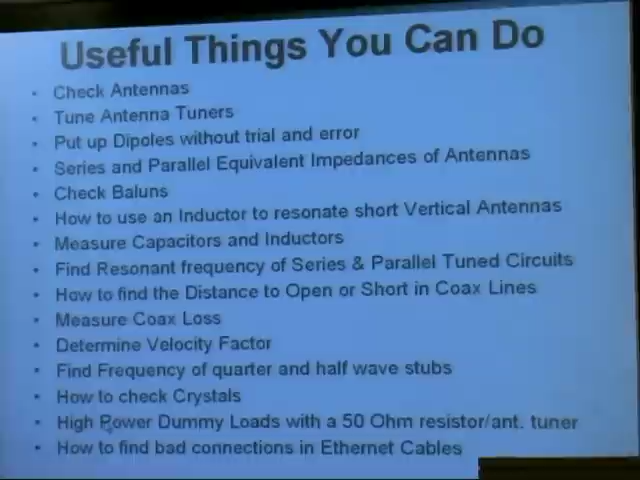 Useful Things You Can Do
• Check Antennas
• Tune Antenna Tuners
• Put up Dipoles without trial and error
• Series and Parallel Equivalent Impedances of Antennas
• Check Baluns
• How to use an Inductor to resonate short Vertical Antennas
• Measure Capacitors and Inductors
• Find Resonant frequency of Series & Parallel Tuned Circuits
• How to find the Distance to Open or Short in Coax Lines
• Measure Coax Loss
• Determine Velocity Factor
• Find Frequency of quarter and half wave stubs
• How to check Crystals
• High Power Dummy Loads with a 50 Ohm resistor/ant. tuner
• How to find bad connections in Ethernet Cables